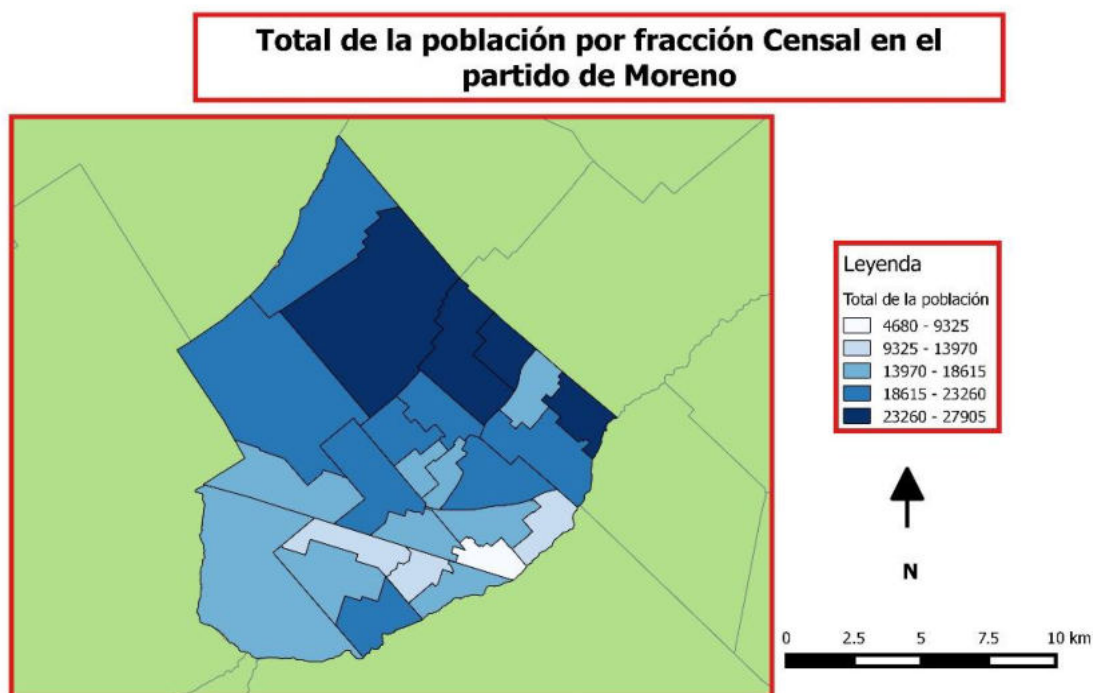 Total de la población por fracción Censal en el
partido de Moreno
Leyenda
Total de la población
4680 - 9325
9325 - 13970
13970 - 18615
18615 - 23260
23260 - 27905
N
0 2.5 5 7.5 10 km